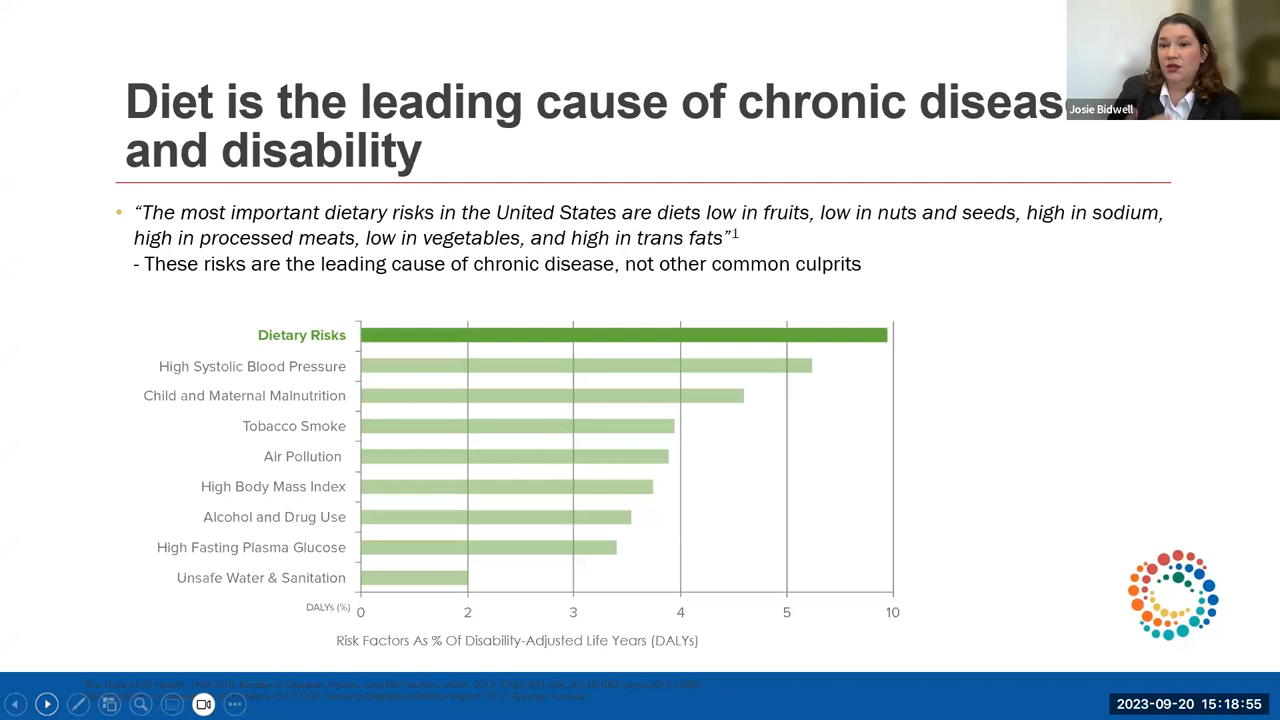 Diet is the leading cause of chronic diseas
and disability
Josie Bidwell
• “The most important dietary risks in the United States are diets low in fruits, low in nuts and seeds, high in sodium,
high in processed meats, low in vegetables, and high in trans fats”1
- These risks are the leading cause of chronic disease, not other common culprits
Dietary Risks
High Systolic Blood Pressure
Child and Maternal Malnutrition
Tobacco Smoke
Air Pollution
High Body Mass Index
Alcohol and Drug Use
High Fasting Plasma Glucose
Unsafe Water & Sanitation
DALYs (%) 0 2 3 4 5 10
Risk Factors As % Of Disability-Adjusted Life Years (DALYs)
2023-09-20 15:18:55